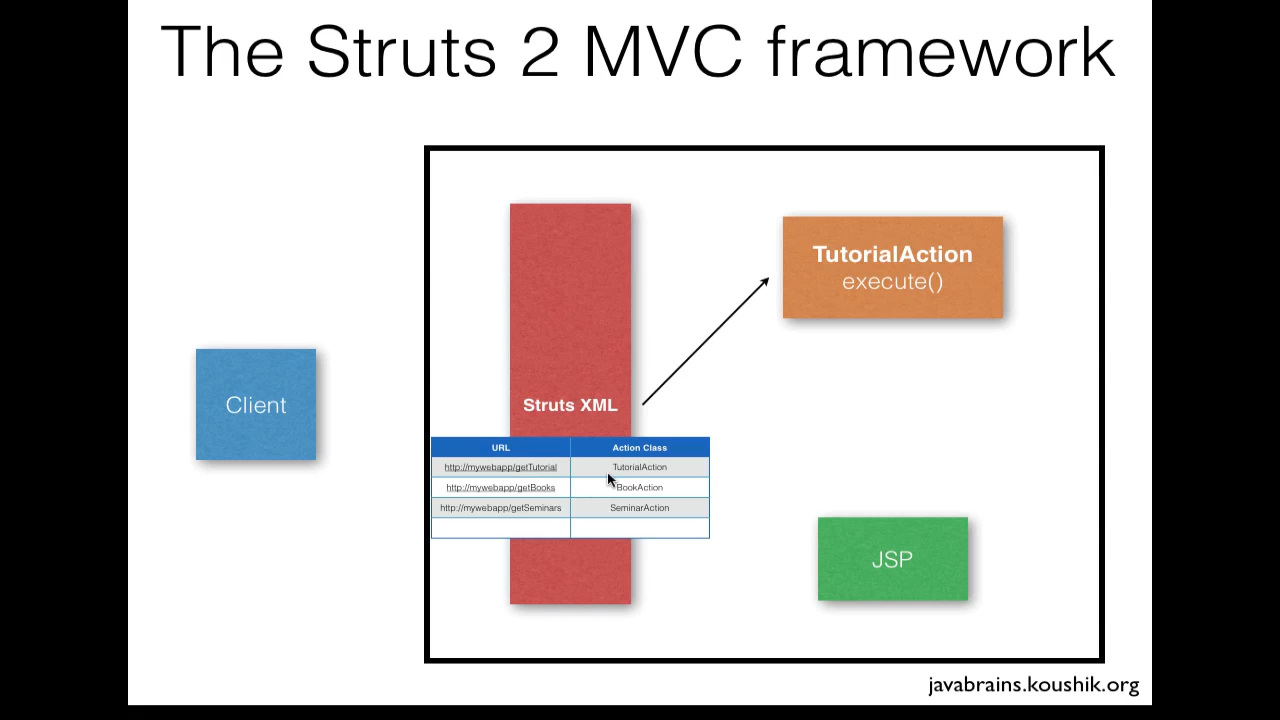 The Struts 2 MVC framework
TutorialAction
execute()
Client
Struts XML
URL Action Class
http://mywebapp/getTutorial TutorialAction
http://mywebapp/getBooks BookAction
http://mywebapp/getSeminars SeminarAction
JSP
javabrains.koushik.org